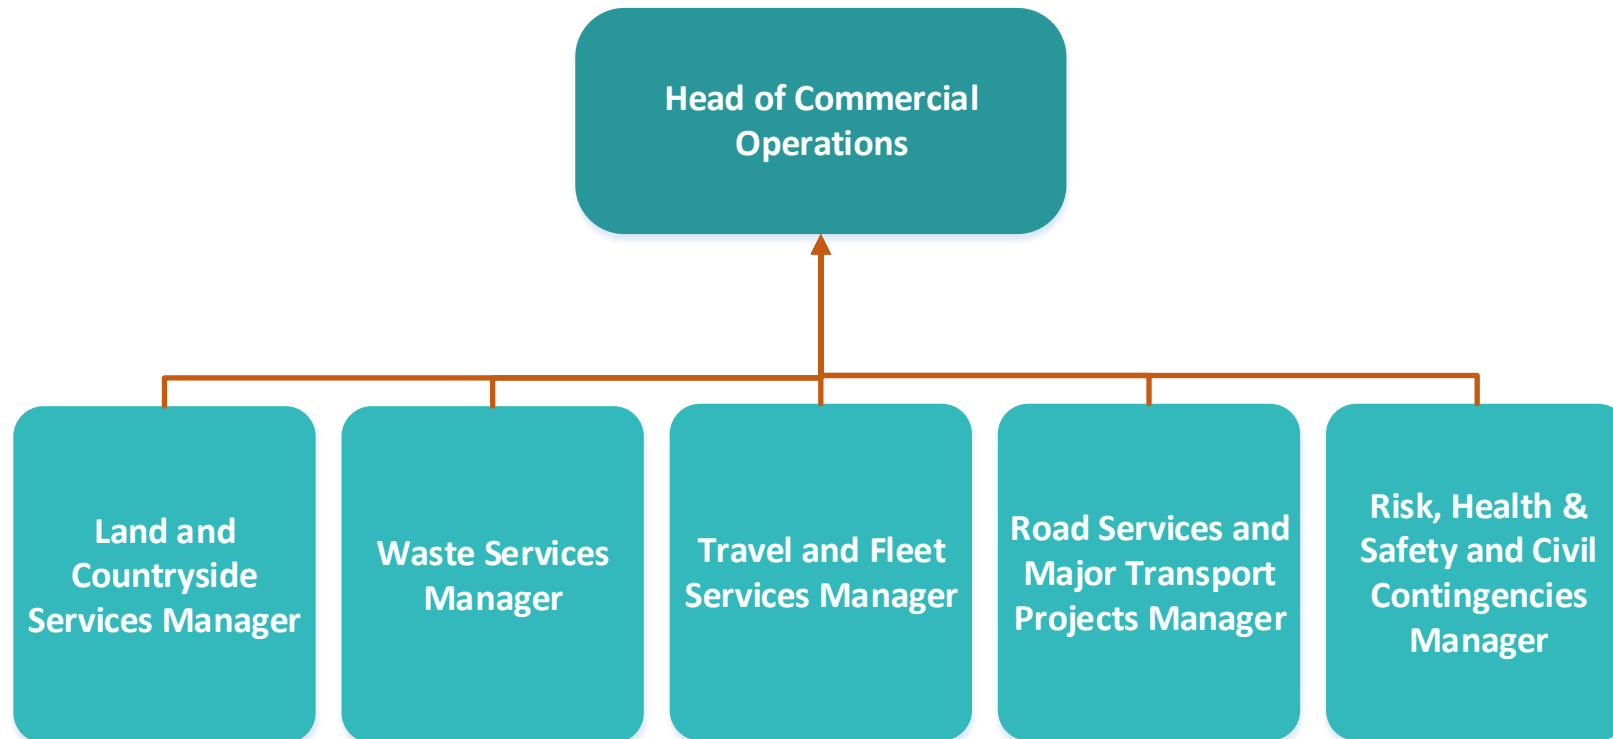 Head of Commercial
Operations
Land and
Countryside
Services Manager
Waste Services
Manager
Travel and Fleet
Services Manager
Road Services and
Major Transport
Projects Manager
Risk, Health &
Safety and Civil
Contingencies
Manager